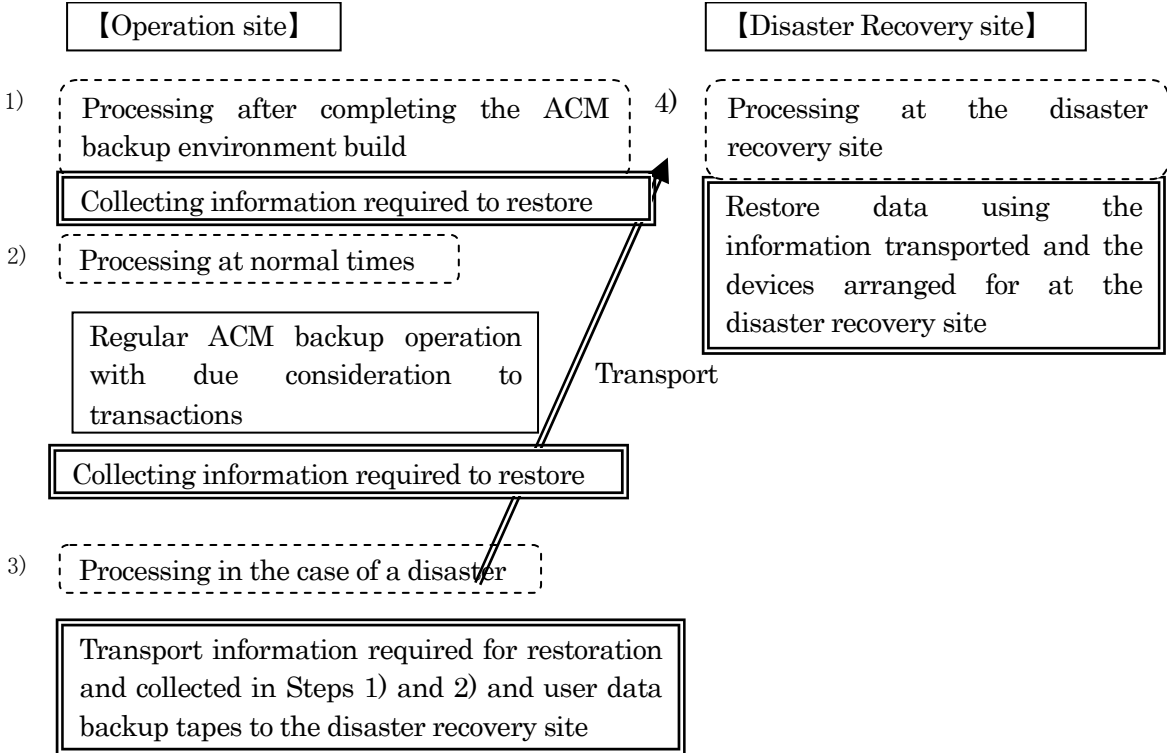 【Operation site】
1)
Processing after completing the ACM
backup environment build
Collecting information required to restore
2)
Processing at normal times
Regular ACM backup operation
with due consideration to
transactions
Collecting information required to restore
3)
Processing in the case of a disaster
Transport information required for restoration
and collected in Steps 1) and 2) and user data
backup tapes to the disaster recovery site
Transport
【Disaster Recovery site】
4)
Processing at the disaster
recovery site
Restore data using the
information transported and the
devices arranged for at the
disaster recovery site